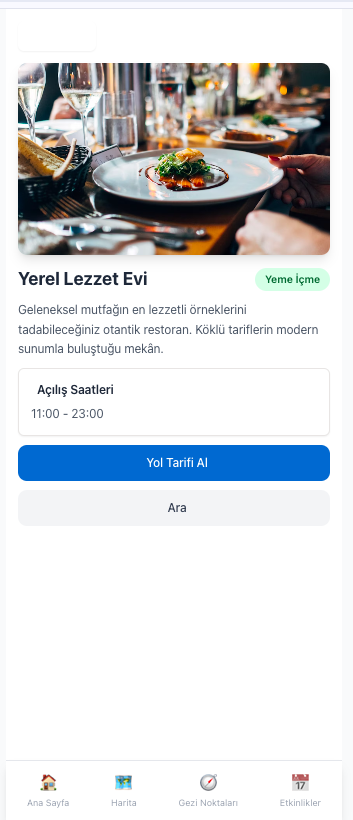 Yerel Lezzet Evi
Yeme İçme
Geleneksel mutfağın en lezzetli örneklerini
tadabileceğiniz otantik restoran. Köklü tariflerin modern
sunumla buluştuğu mekân.
Açılış Saatleri
11:00 - 23:00
Yol Tarifi Al
Ara
Ana Sayfa
Harita
Gezi Noktaları
Etkinlikler